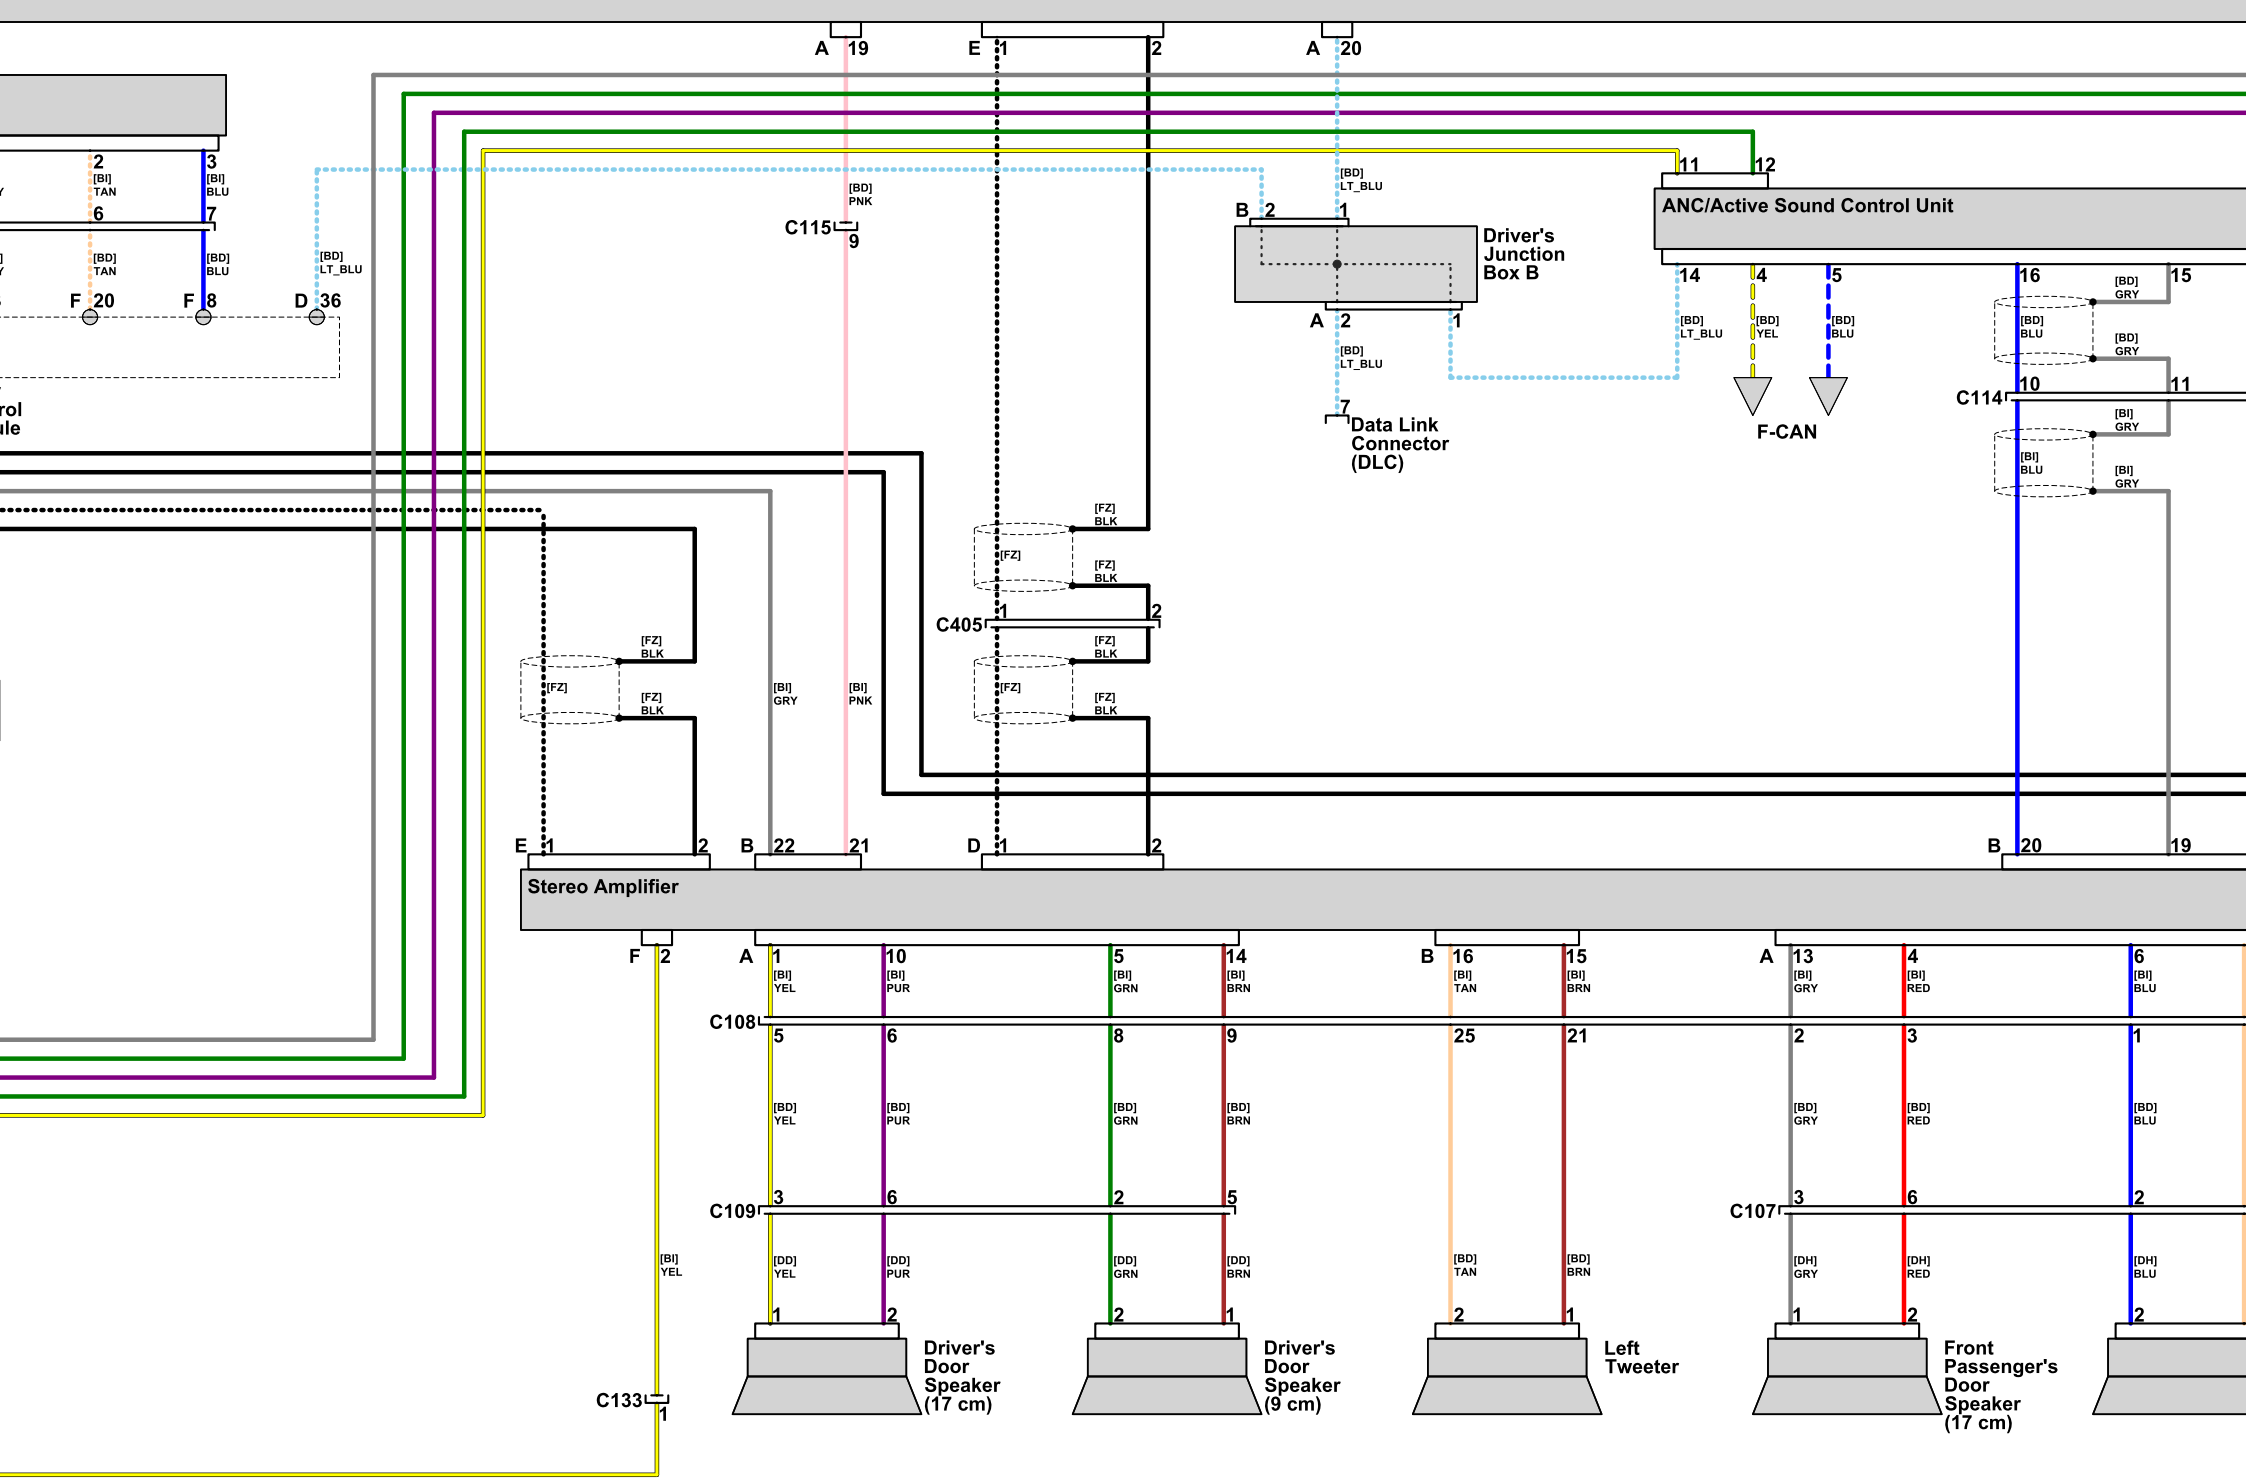 A 19
E 1 2
A 20
2 3
[BI]
TAN
[BI]
BLU
6 7
[BD]
TAN
[BD]
BLU
F 20
F 8
D 36
[BD]
LT_BLU
[BD]
PNK
C115
9
[BD]
LT_BLU
B 2 1
Driver's
Junction
Box B
A 2 1
[BD]
LT_BLU
7
Data Link
Connector
(DLC)
11 12
ANC/Active Sound Control Unit
14 4 5 16 15
[BD]
LT_BLU
[BD]
YEL
[BD]
BLU
F-CAN
[BD]
GRY
[BD]
BLU
[BD]
GRY
C114
10 11
[BI]
GRY
[BI]
BLU
[BI]
GRY
[FZ]
BLK
[FZ]
[FZ]
BLK
C405
1 2
[FZ]
BLK
[FZ]
[FZ]
BLK
[FZ]
BLK
[FZ]
[FZ]
BLK
[BI]
GRY
[BI]
PNK
E 1 2
B 22 21
D 1 2
B 20 19
Stereo Amplifier
F 2
A 1 10 5 14
B 16 15
A 13 4 6
[BI]
YEL
[BI]
PUR
[BI]
GRN
[BI]
BRN
[BI]
TAN
[BI]
BRN
[BI]
GRY
[BI]
RED
[BI]
BLU
C108
5 6 8 9 25 21 2 3 1
[BD]
YEL
[BD]
PUR
[BD]
GRN
[BD]
BRN
[BD]
GRY
[BD]
RED
[BD]
BLU
C109
3 6 2 5
C107
3 6 2
[BI]
YEL
[DD]
YEL
[DD]
PUR
[DD]
GRN
[DD]
BRN
[BD]
TAN
[BD]
BRN
[DH]
GRY
[DH]
RED
[DH]
BLU
1 2 2 1 2 1 1 2 2
Driver's
Door
Speaker
(17 cm)
Driver's
Door
Speaker
(9 cm)
Left
Tweeter
Front
Passenger's
Door
Speaker
(17 cm)
C133
1